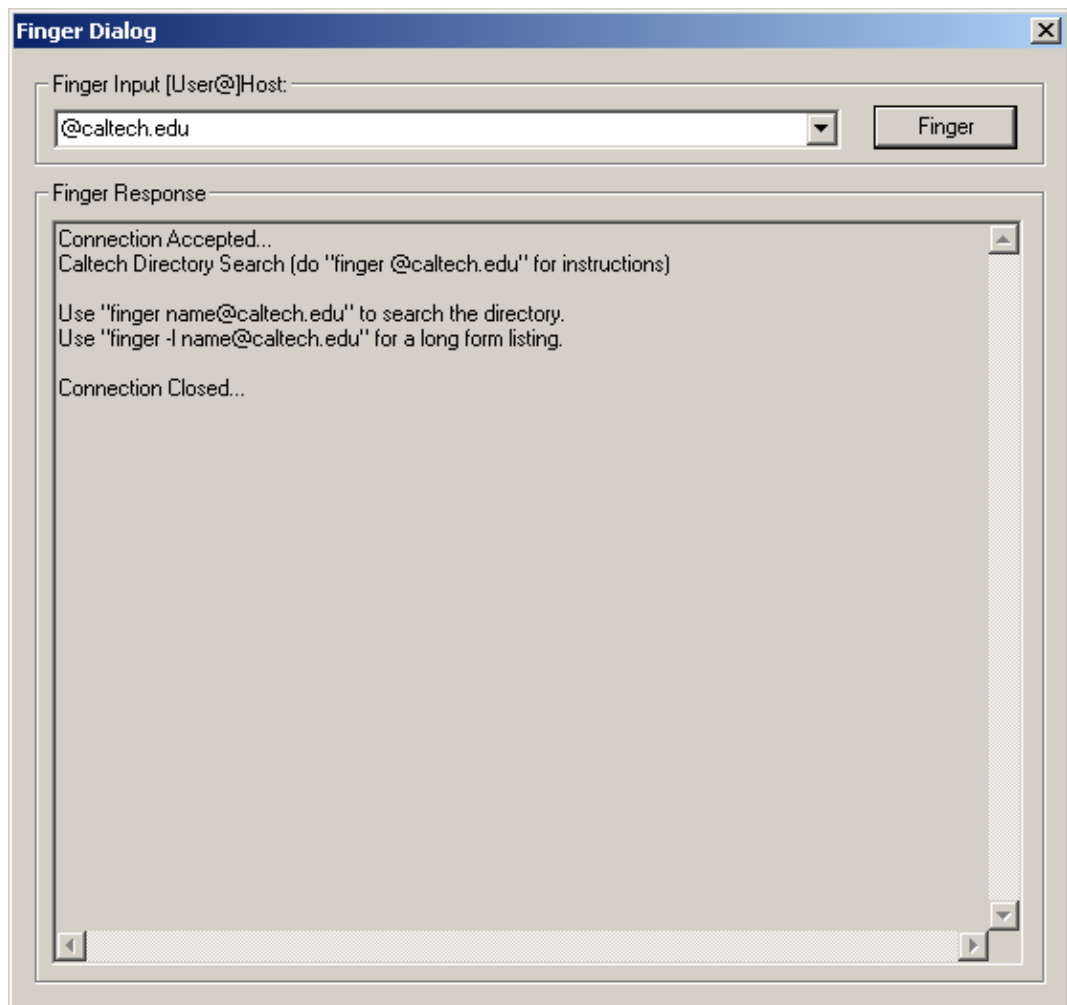 Finger Dialog
Finger Input [User@]Host:
@caltech.edu
Finger
Finger Response
Connection Accepted...
Caltech Directory Search (do "finger @caltech.edu" for instructions)
Use "finger name@caltech.edu" to search the directory.
Use "finger -l name@caltech.edu" for a long form listing.
Connection Closed...